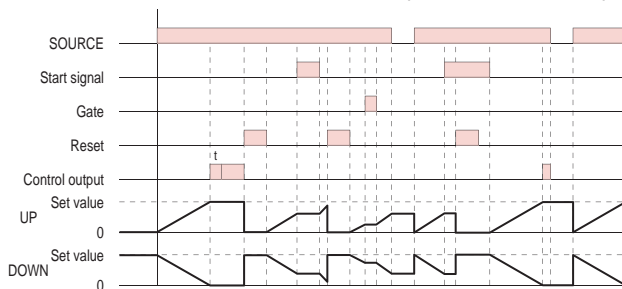 SOURCE
Start signal
Gate
Reset
t
Control output
Set value
UP
0
Set value
DOWN
0